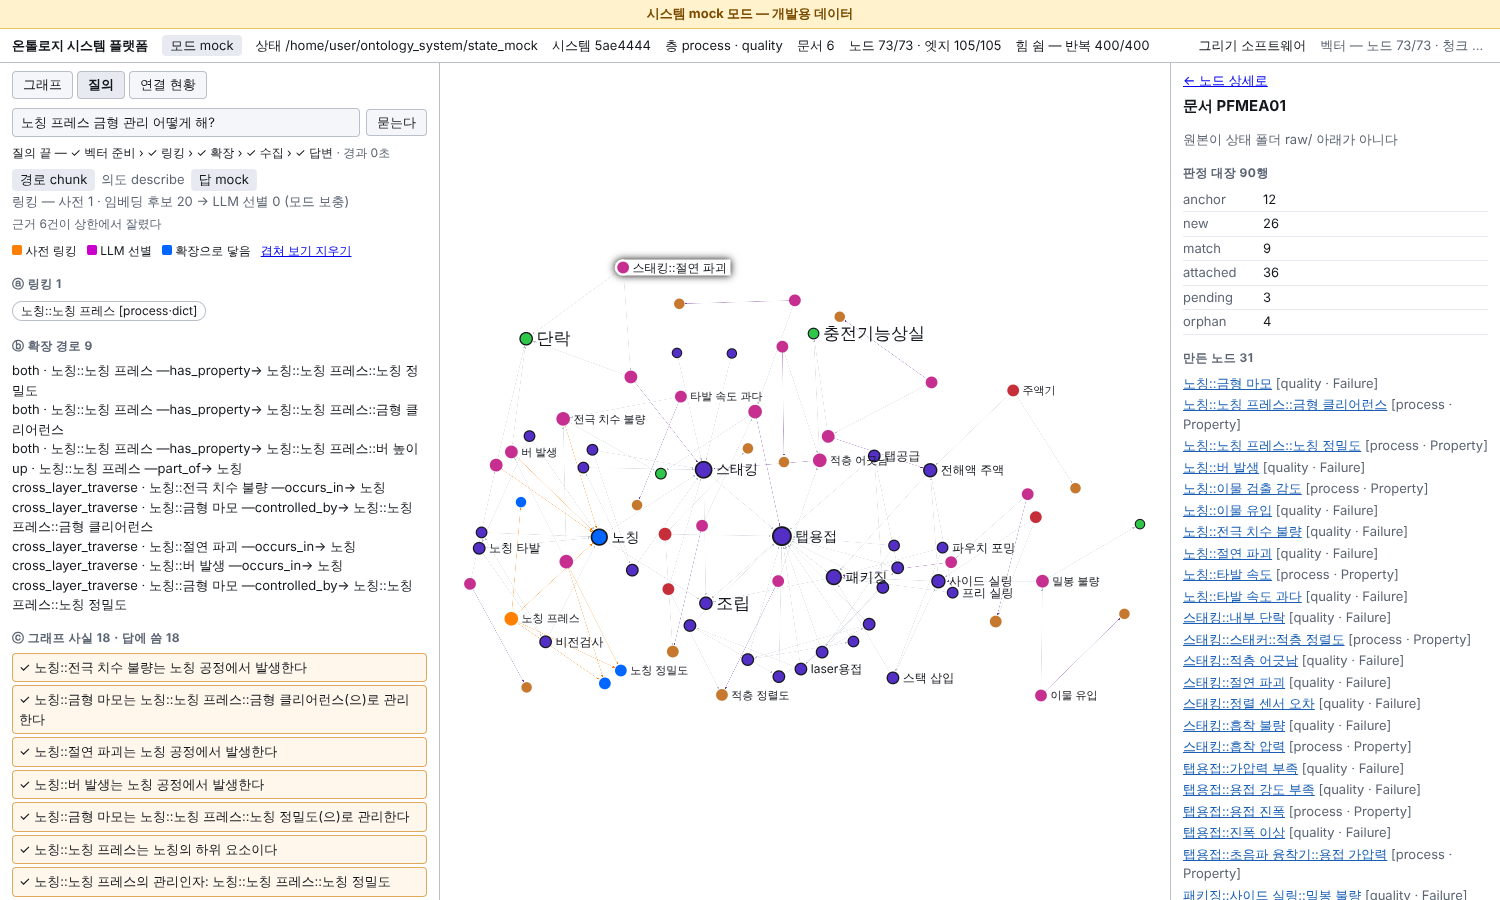 시스템 mock 모드 — 개발용 데이터
온톨로지 시스템 플랫폼 모드 mock 상태 /home/user/ontology_system/state_mock 시스템 5ae4444 층 process · quality 문서 6 노드 73/73 · 엣지 105/105 힘 쉼 — 반복 400/400 그리기 소프트웨어 벡터 — 노드 73/73 · 청크 ...
그래프 질의 연결 현황
노칭 프레스 금형 관리 어떻게 해? 묻는다
질의 끝 — ✓ 벡터 준비 › ✓ 링킹 › ✓ 확장 › ✓ 수집 › ✓ 답변 · 경과 0초
경로 chunk 의도 describe 답 mock
링킹 — 사전 1 · 임베딩 후보 20 → LLM 선별 0 (모드 보충)
근거 6건이 상한에서 잘렸다
사전 링킹 LLM 선별 확장으로 닿음 겹쳐 보기 지우기
ⓐ 링킹 1
노칭::노칭 프레스 [process·dict]
ⓑ 확장 경로 9
both · 노칭::노칭 프레스 —has_property→ 노칭::노칭 프레스::노칭 정
밀도
both · 노칭::노칭 프레스 —has_property→ 노칭::노칭 프레스::금형 클
리어런스
both · 노칭::노칭 프레스 —has_property→ 노칭::노칭 프레스::버 높이
up · 노칭::노칭 프레스 —part_of→ 노칭
cross_layer_traverse · 노칭::전극 치수 불량 —occurs_in→ 노칭
cross_layer_traverse · 노칭::금형 마모 —controlled_by→ 노칭::노칭
프레스::금형 클리어런스
cross_layer_traverse · 노칭::절연 파괴 —occurs_in→ 노칭
cross_layer_traverse · 노칭::버 발생 —occurs_in→ 노칭
cross_layer_traverse · 노칭::금형 마모 —controlled_by→ 노칭::노칭
프레스::노칭 정밀도
ⓒ 그래프 사실 18 · 답에 씀 18
✓ 노칭::전극 치수 불량는 노칭 공정에서 발생한다
✓ 노칭::금형 마모는 노칭::노칭 프레스::금형 클리어런스(으)로 관리
한다
✓ 노칭::절연 파괴는 노칭 공정에서 발생한다
✓ 노칭::버 발생는 노칭 공정에서 발생한다
✓ 노칭::금형 마모는 노칭::노칭 프레스::노칭 정밀도(으)로 관리한다
✓ 노칭::노칭 프레스는 노칭의 하위 요소이다
✓ 노칭::노칭 프레스의 관리인자: 노칭::노칭 프레스::노칭 정밀도
스태킹::절연 파괴
단락
충전기능상실
타발 속도 과다
주액기
전극 치수 불량
버 발생
적층 어긋남
탭공급
스태킹
전해액 주액
노칭
탭용접
노칭 타발
파우치 포망
패키징
사이드 실링
밀봉 불량
프리 실링
조립
노칭 프레스
비전검사
노칭 정밀도
laser용접
스택 삽입
적층 정렬도
이물 유입
← 노드 상세로
문서 PFMEA01
원본이 상태 폴더 raw/ 아래가 아니다
판정 대장 90행
anchor 12
new 26
match 9
attached 36
pending 3
orphan 4
만든 노드 31
노칭::금형 마모 [quality · Failure]
노칭::노칭 프레스::금형 클리어런스 [process ·
Property]
노칭::노칭 프레스::노칭 정밀도 [process · Property]
노칭::버 발생 [quality · Failure]
노칭::이물 검출 감도 [process · Property]
노칭::이물 유입 [quality · Failure]
노칭::전극 치수 불량 [quality · Failure]
노칭::절연 파괴 [quality · Failure]
노칭::타발 속도 [process · Property]
노칭::타발 속도 과다 [quality · Failure]
스태킹::내부 단락 [quality · Failure]
스태킹::스태커::적층 정렬도 [process · Property]
스태킹::적층 어긋남 [quality · Failure]
스태킹::절연 파괴 [quality · Failure]
스태킹::정렬 센서 오차 [quality · Failure]
스태킹::흡착 불량 [quality · Failure]
스태킹::흡착 압력 [process · Property]
탭용접::가압력 부족 [quality · Failure]
탭용접::용접 강도 부족 [quality · Failure]
탭용접::용접 진폭 [process · Property]
탭용접::진폭 이상 [quality · Failure]
탭용접::초음파 융착기::용접 가압력 [process ·
Property]
패키징::사이드 실링::밀봉 불량 [quality · Failure]